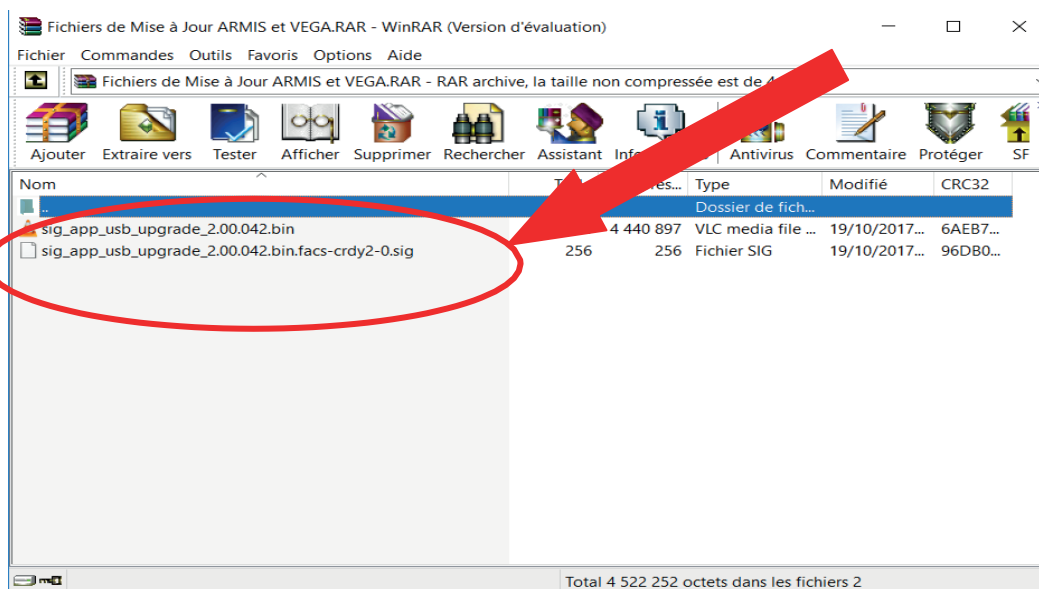 Fichiers de Mise à Jour ARMIS et VEGA.RAR - WinRAR (Version d'évaluation)
Fichier Commandes Outils Favoris Options Aide
Fichiers de Mise à Jour ARMIS et VEGA.RAR - RAR archive, la taille non compressée est de
Ajouter Extraire vers Tester Afficher Supprimer Rechercher Assistant Antivirus Commentaire Protéger SF
Nom Type Modifié CRC32
.. Dossier de fich...
sig_app_usb_upgrade_2.00.042.bin 4 440 897 VLC media file ... 19/10/2017... 6AEB7...
sig_app_usb_upgrade_2.00.042.bin.facs-crdy2-0.sig 256 256 Fichier SIG 19/10/2017... 96DB0...
Total 4 522 252 octets dans les fichiers 2